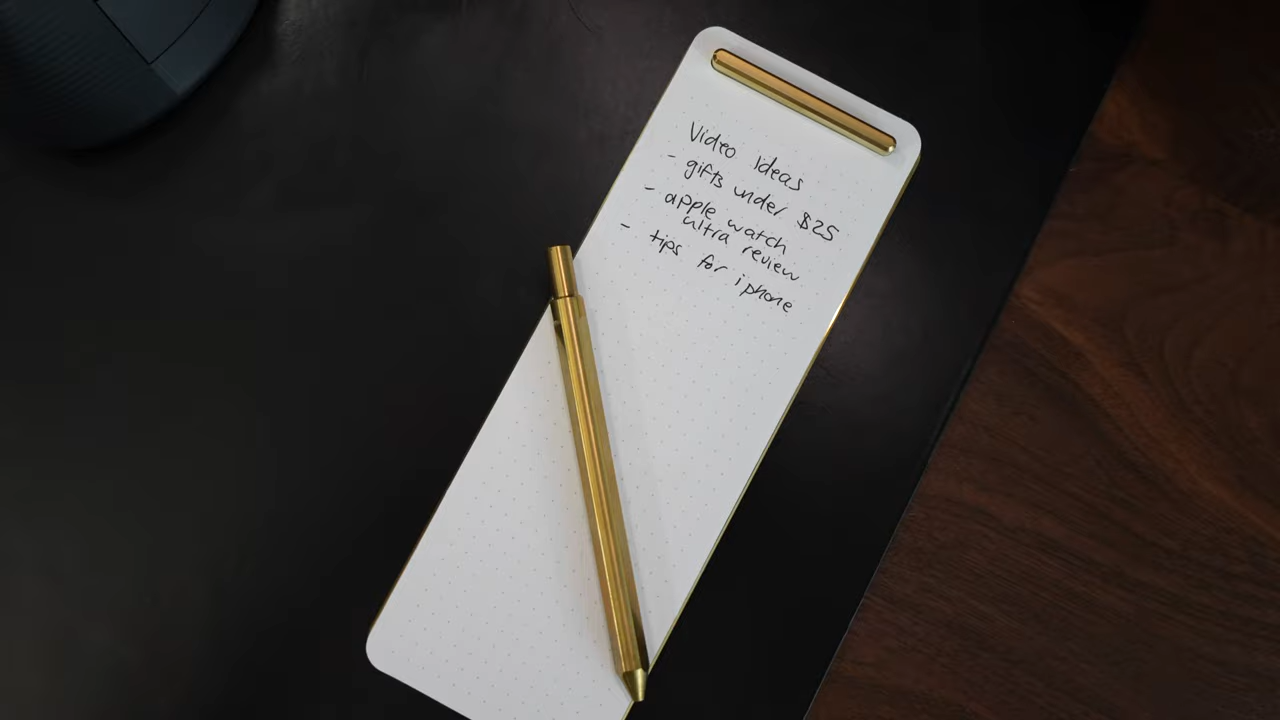 Video Ideas
- gifts under $25
- apple watch
ultra review
- tips for iphone